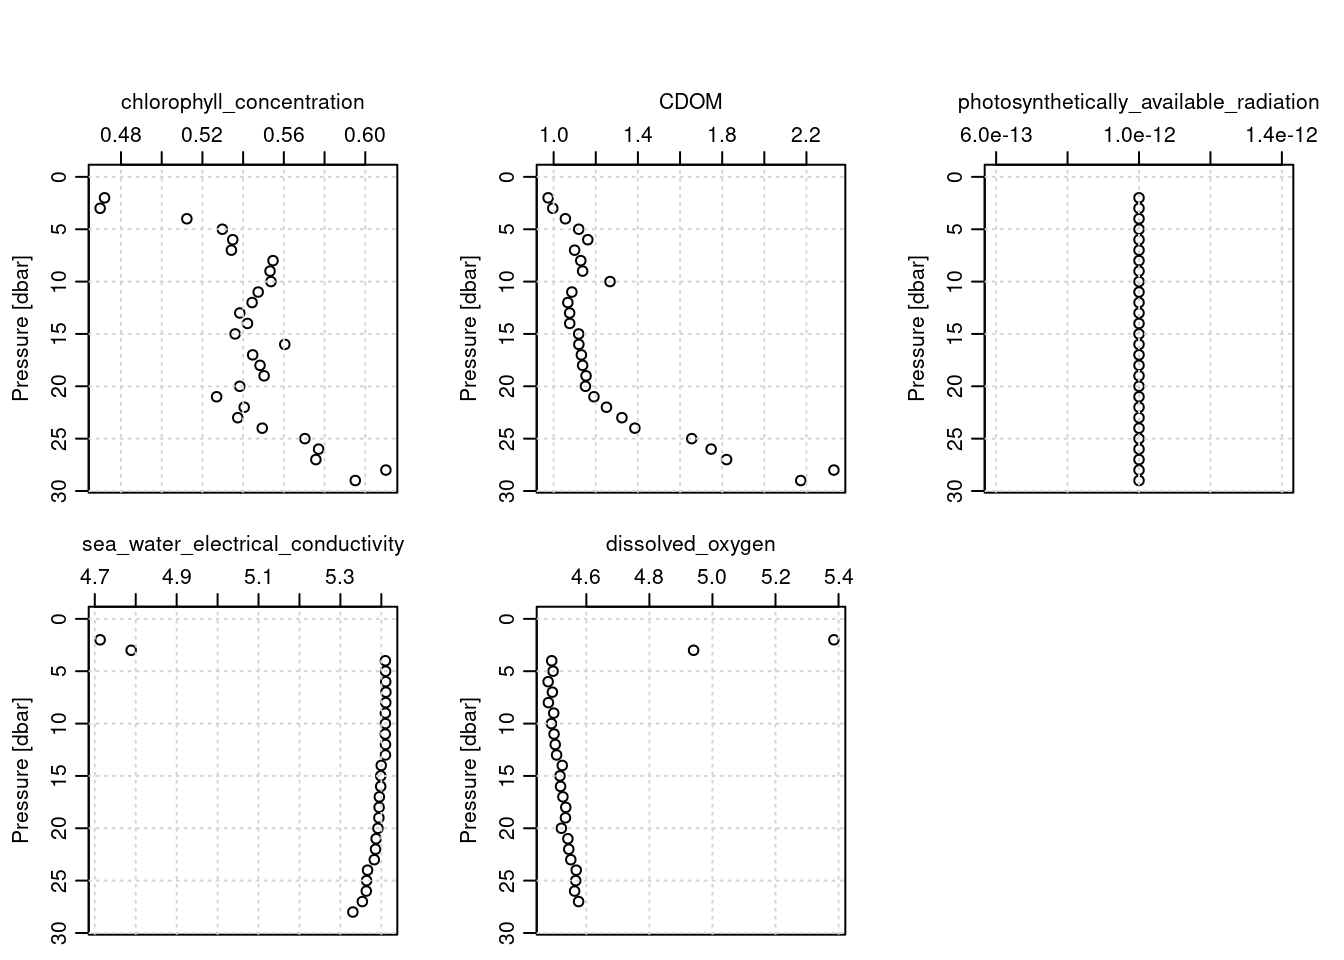 chlorophyll_concentration
0.48 0.52 0.56 0.60
0 5 10 15 20 25 30
Pressure [dbar]
CDOM
1.0 1.4 1.8 2.2
0 5 10 15 20 25 30
Pressure [dbar]
photosynthetically_available_radiation
6.0e-13 1.0e-12 1.4e-12
0 5 10 15 20 25 30
Pressure [dbar]
sea_water_electrical_conductivity
4.7 4.9 5.1 5.3
0 5 10 15 20 25 30
Pressure [dbar]
dissolved_oxygen
4.6 4.8 5.0 5.2 5.4
0 5 10 15 20 25 30
Pressure [dbar]